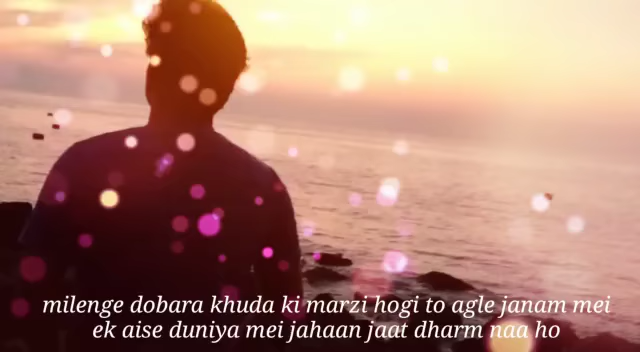 milenge dobara khuda ki marzi hogi to agle janam mei
ek aise duniya mei jahaan jaat dharm naa ho